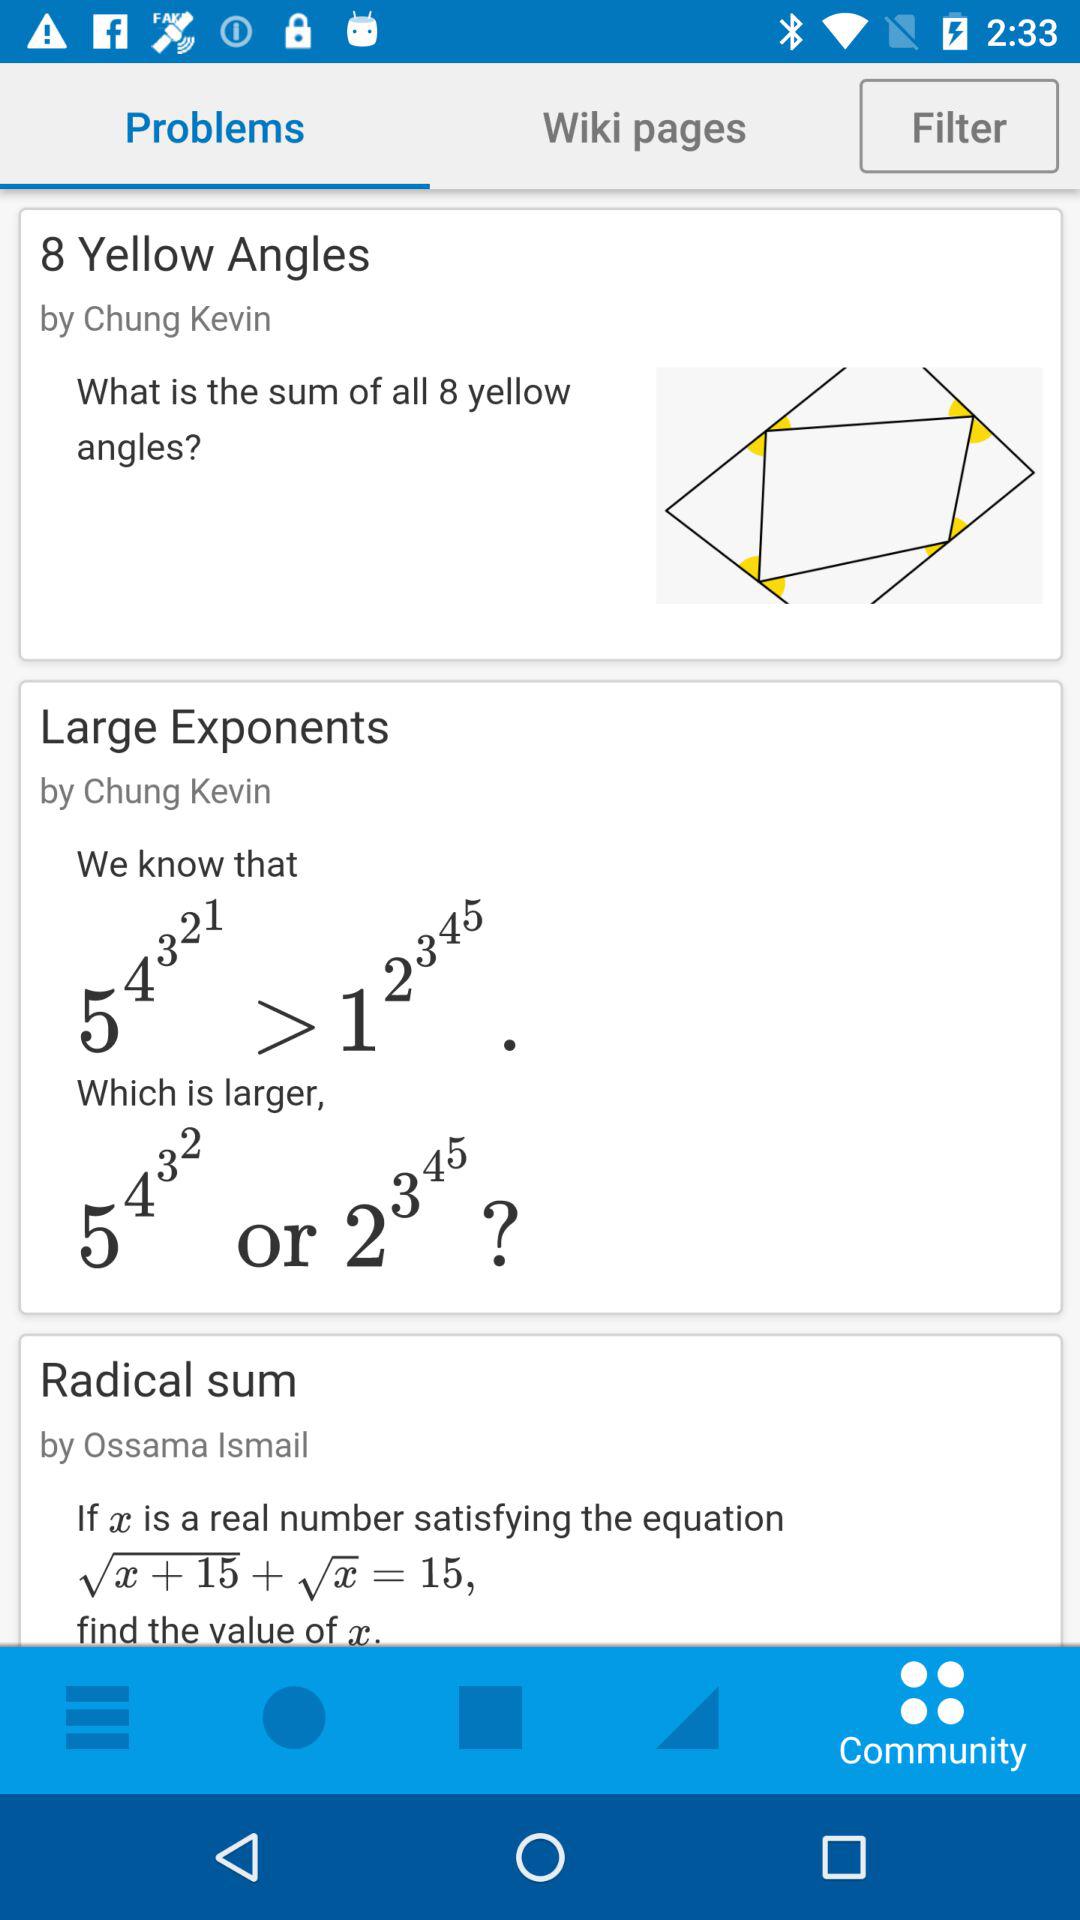 FAKE 2:33
Problems Wiki pages Filter
8 Yellow Angles
by Chung Kevin
What is the sum of all 8 yellow
angles?
Large Exponents
by Chung Kevin
We know that
5^{4^{3^{2^{1}}}} > 1^{2^{3^{4^{5}}}} .
Which is larger,
5^{4^{3^{2}}} or 2^{3^{4^{5}}} ?
Radical sum
by Ossama Ismail
If x is a real number satisfying the equation
√(x + 15) + √x = 15,
find the value of x.
Community